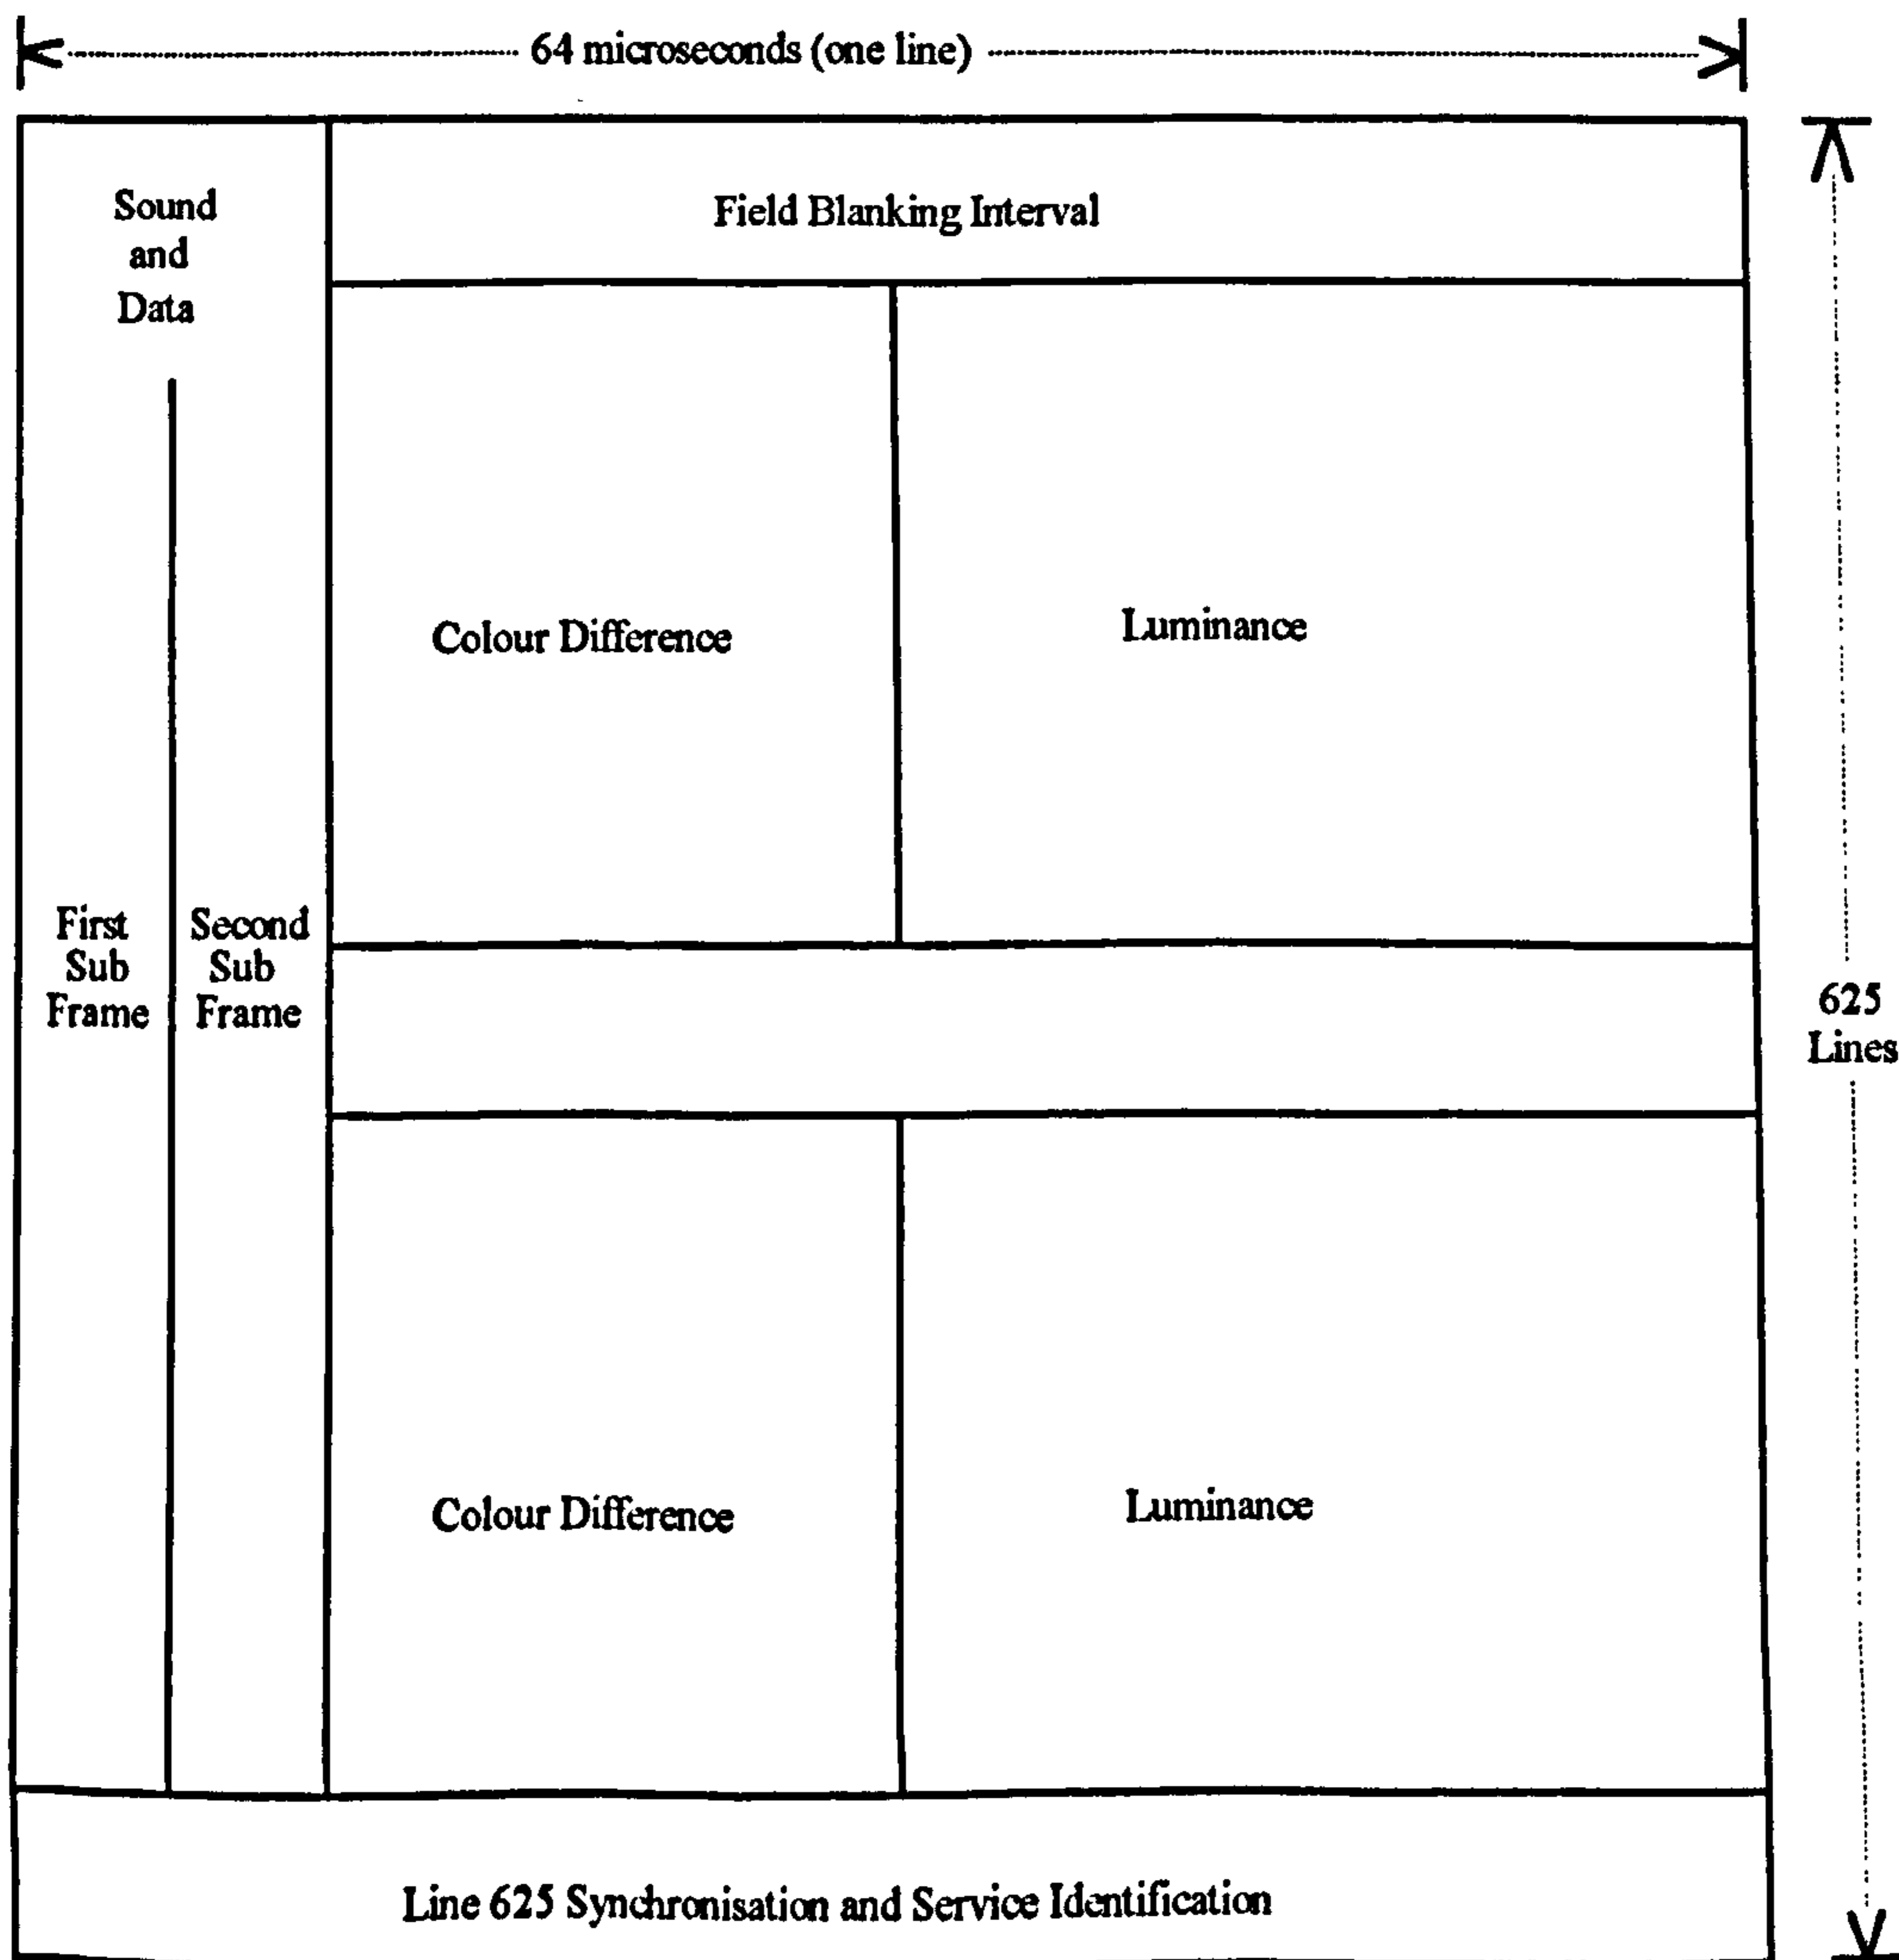 64 microseconds (one line)
Sound
and
Data
Field Blanking Interval
Colour Difference
Luminance
First
Sub
Frame
Second
Sub
Frame
625
Lines
Colour Difference
Luminance
Line 625 Synchronisation and Service Identification